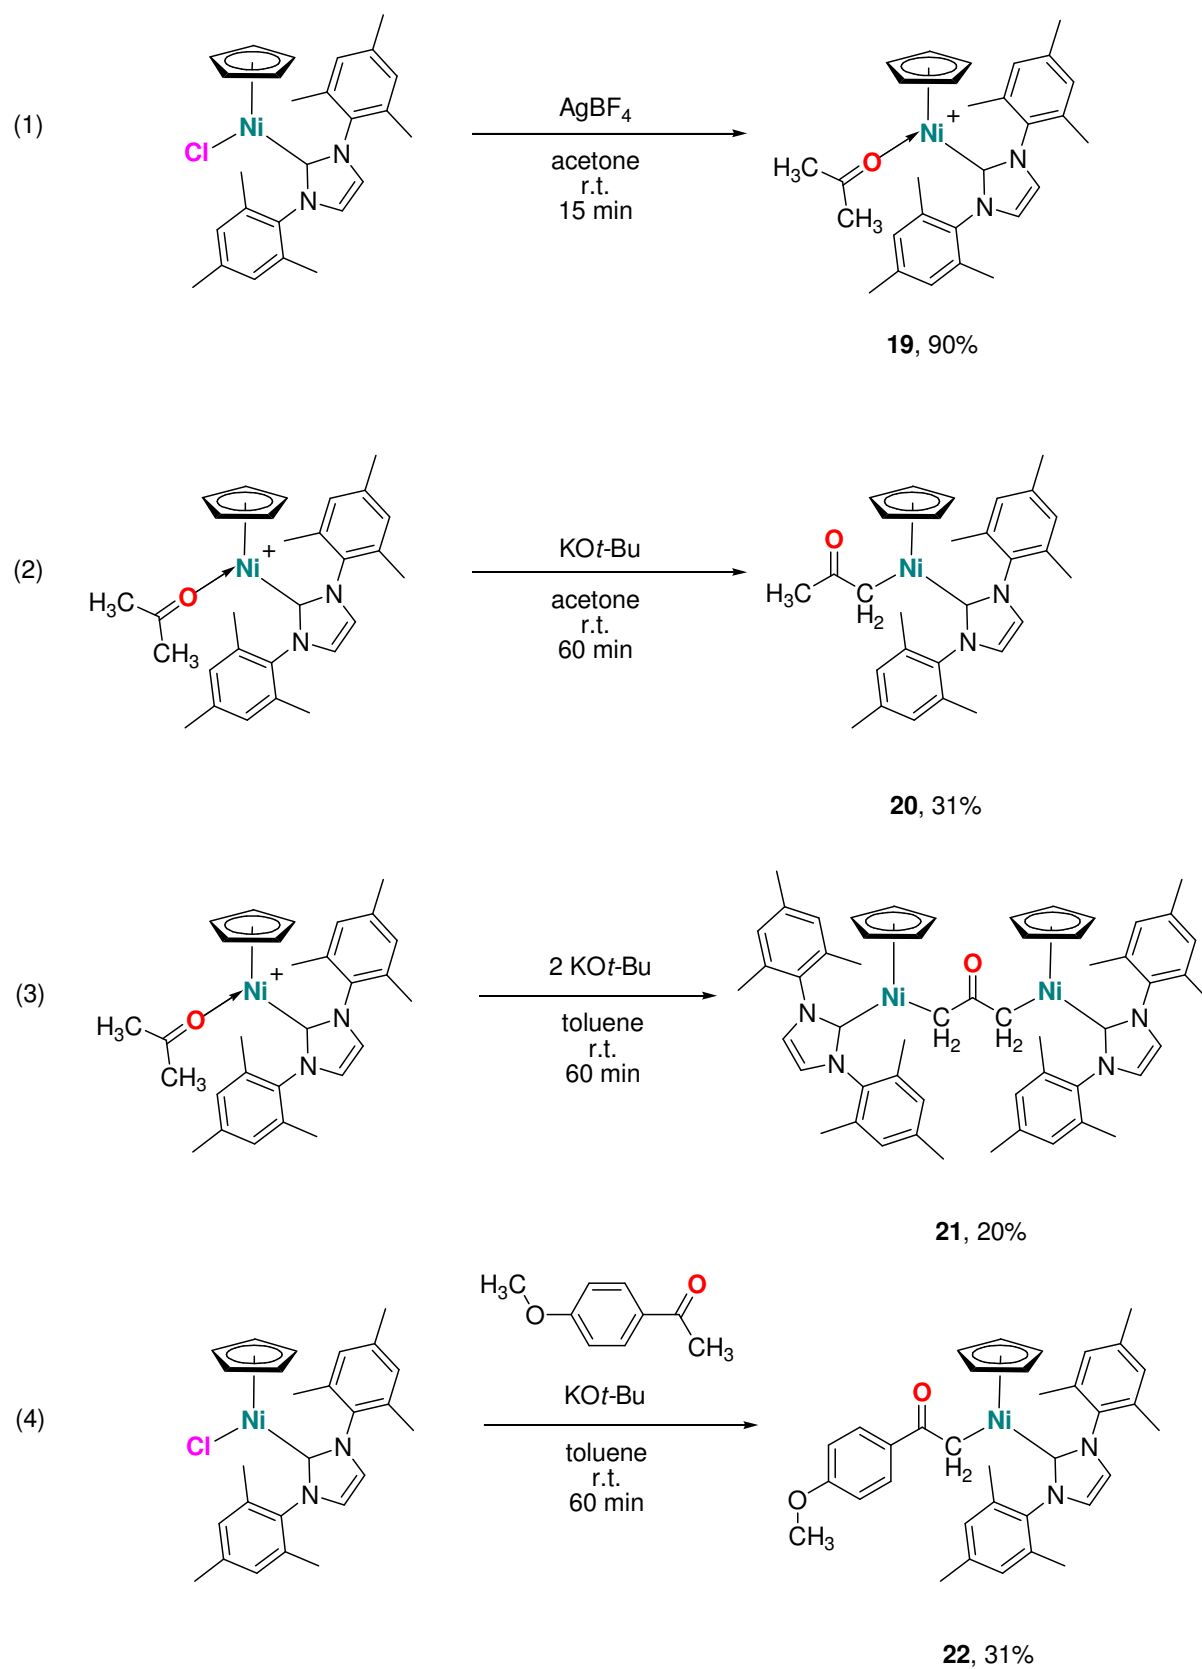 (1)
Ni
Cl
N
N
AgBF4
acetone
r.t.
15 min
Ni
+
H3C
O
CH3
N
N
19, 90%
(2)
Ni
+
H3C
O
CH3
N
N
KOt-Bu
acetone
r.t.
60 min
O
Ni
H3C
C
H2
N
N
20, 31%
(3)
Ni
+
H3C
O
CH3
N
N
2 KOt-Bu
toluene
r.t.
60 min
O
Ni
Ni
C
H2
C
H2
N
N
N
N
21, 20%
(4)
Ni
Cl
N
N
H3C
O
O
CH3
KOt-Bu
toluene
r.t.
60 min
O
Ni
C
H2
N
N
O
CH3
22, 31%